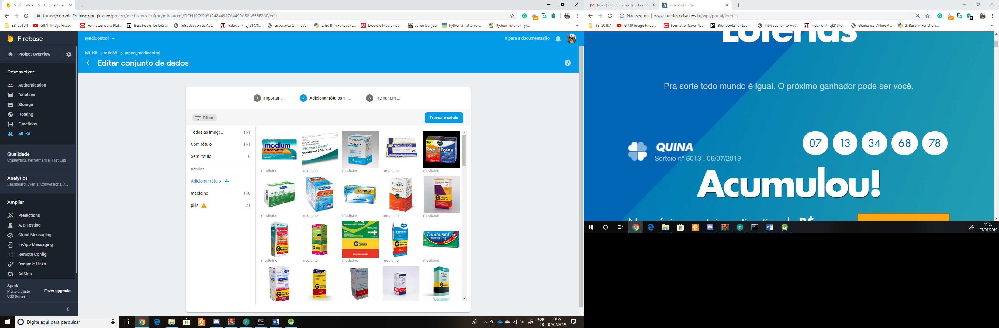 MediControl – ML Kit – Firebase
https://console.firebase.google.com/project/medicontrol-ufrpe/ml/automl/FICN1279909124844997A4499AB2A555E2AF/edit
BSI 2019.1
GIMP Image Fixup...
Formatter (Java Plat...
Best books for Lear...
Introduction to Aut...
Index of /~ajl213/C...
Gradiance Online A...
2. Built-in Functions...
Discrete Mathemati...
Julien Danjou
Python 3 Patterns,...
Python Tutorial: Pyt...
»
Firebase
Project Overview
Desenvolver
Authentication
Database
Storage
Hosting
Functions
ML Kit
Qualidade
Crashlytics, Performance, Test Lab
Analytics
Dashboard, Events, Conversions, A...
Ampliar
Predictions
A/B Testing
Cloud Messaging
In-App Messaging
Remote Config
Dynamic Links
AdMob
Spark
Plano gratuito
US$ 0/mês
Fazer upgrade
MediControl
Ir para a documentação
ML Kit > AutoML > mpoo_medicontrol
Editar conjunto de dados
1 Importar ...
2 Adicionar rótulos a i...
3 Treinar um ...
Filtrar
Treinar modelo
Todas as image... 161
Com rótulo 161
Sem rótulo 0
Rótulos
Adicionar rótulo +
medicine 140
pills 21
Imodium
Instant Melts
Pharmacy Cream
rocortisone 0.5% (w/w)
Cipromed 500
DayQuil NyQuil
medicine medicine medicine medicine medicine
AntiGout
SINUS
ASPIRIN
SIDNEY OLIVEIRA
Ômega 3
G Genérico
medicine medicine medicine medicine medicine
SUS
G Genérico
albendazol
Loratamed
loratadina 10 mg
medicine medicine medicine medicine medicine
Digite aqui para pesquisar
POR
PTB
11:55
07/07/2019
Resultados da pesquisa - herman
Loterias | Caixa
Não seguro | www.loterias.caixa.gov.br/wps/portal/loterias
off
3
BSI 2019.1
GIMP Image Fixup...
Formatter (Java Plat...
Best books for Lear...
Introduction to Aut...
Index of /~ajl213/C...
Gradiance Online A...
2. Built-in Functions...
»
Loterias
Pra sorte todo mundo é igual. O próximo ganhador pode ser você.
QUINA
Sorteio nº 5013 . 06/07/2019
07 13 34 68 78
Acumulou!
R$
11:55
07/07/2019